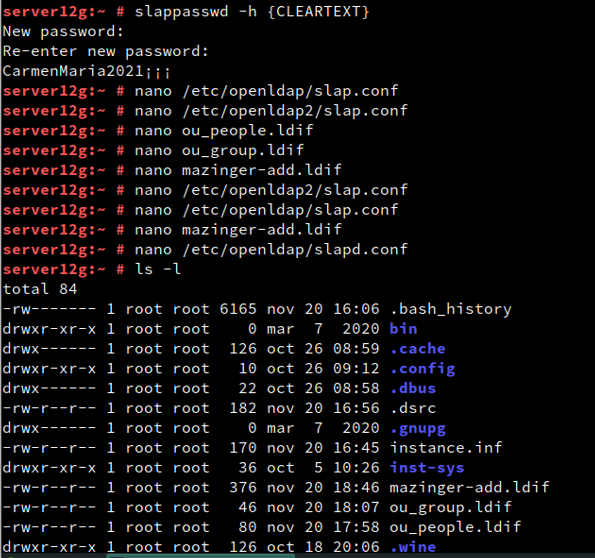 server12g:~ # slappasswd -h {CLEARTEXT}
New password:
Re-enter new password:
CarmenMaria2021¡¡¡
server12g:~ # nano /etc/openldap/slap.conf
server12g:~ # nano /etc/openldap2/slap.conf
server12g:~ # nano ou_people.ldif
server12g:~ # nano ou_group.ldif
server12g:~ # nano mazinger-add.ldif
server12g:~ # nano /etc/openldap2/slap.conf
server12g:~ # nano /etc/openldap/slap.conf
server12g:~ # nano mazinger-add.ldif
server12g:~ # nano /etc/openldap/slapd.conf
server12g:~ # ls -l
total 84
-rw------- 1 root root 6165 nov 20 16:06 .bash_history
drwxr-xr-x 1 root root    0 mar  7  2020 bin
drwx------ 1 root root  126 oct 26 08:59 .cache
drwxr-xr-x 1 root root   10 oct 26 09:12 .config
drwx------ 1 root root   22 oct 26 08:58 .dbus
-rw-r--r-- 1 root root  182 nov 20 16:56 .dsrc
drwx------ 1 root root    0 mar  7  2020 .gnupg
-rw-r--r-- 1 root root  170 nov 20 16:45 instance.inf
drwxr-xr-x 1 root root   36 oct  5 10:26 inst-sys
-rw-r--r-- 1 root root  376 nov 20 18:46 mazinger-add.ldif
-rw-r--r-- 1 root root   46 nov 20 18:07 ou_group.ldif
-rw-r--r-- 1 root root   80 nov 20 17:58 ou_people.ldif
drwxr-xr-x 1 root root  126 oct 18 20:06 .wine